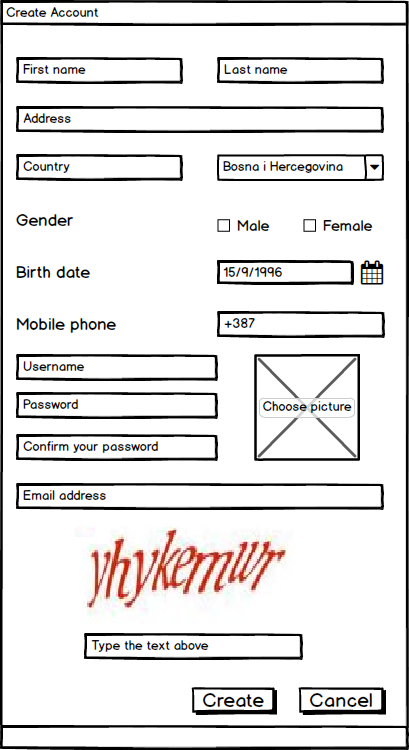 Create Account
First name
Last name
Address
Country
Bosna i Hercegovina
Gender
Male
Female
Birth date
15/9/1996
Mobile phone
+387
Username
Password
Choose picture
Confirm your password
Email address
yhykemwr
Type the text above
Create
Cancel